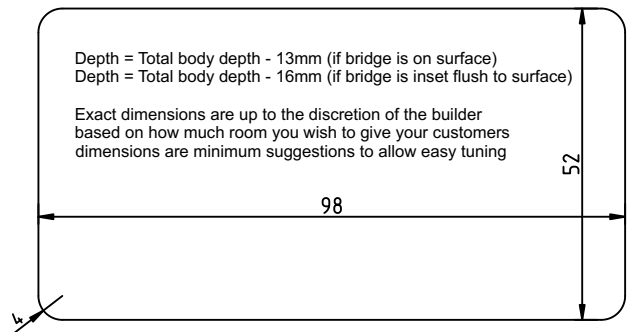 Depth = Total body depth - 13mm (if bridge is on surface)
Depth = Total body depth - 16mm (if bridge is inset flush to surface)
Exact dimensions are up to the discretion of the builder
based on how much room you wish to give your customers
dimensions are minimum suggestions to allow easy tuning
52
98
4